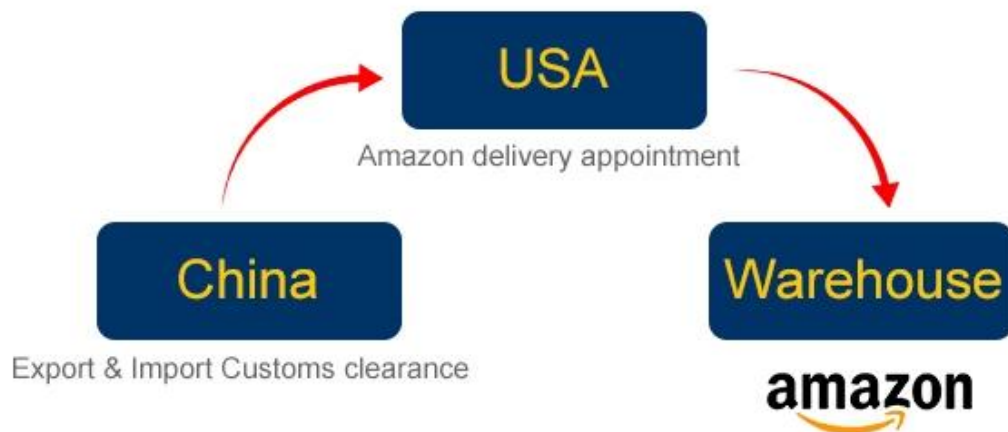 USA
Amazon delivery appointment
China
Warehouse
Export & Import Customs clearance
amazon